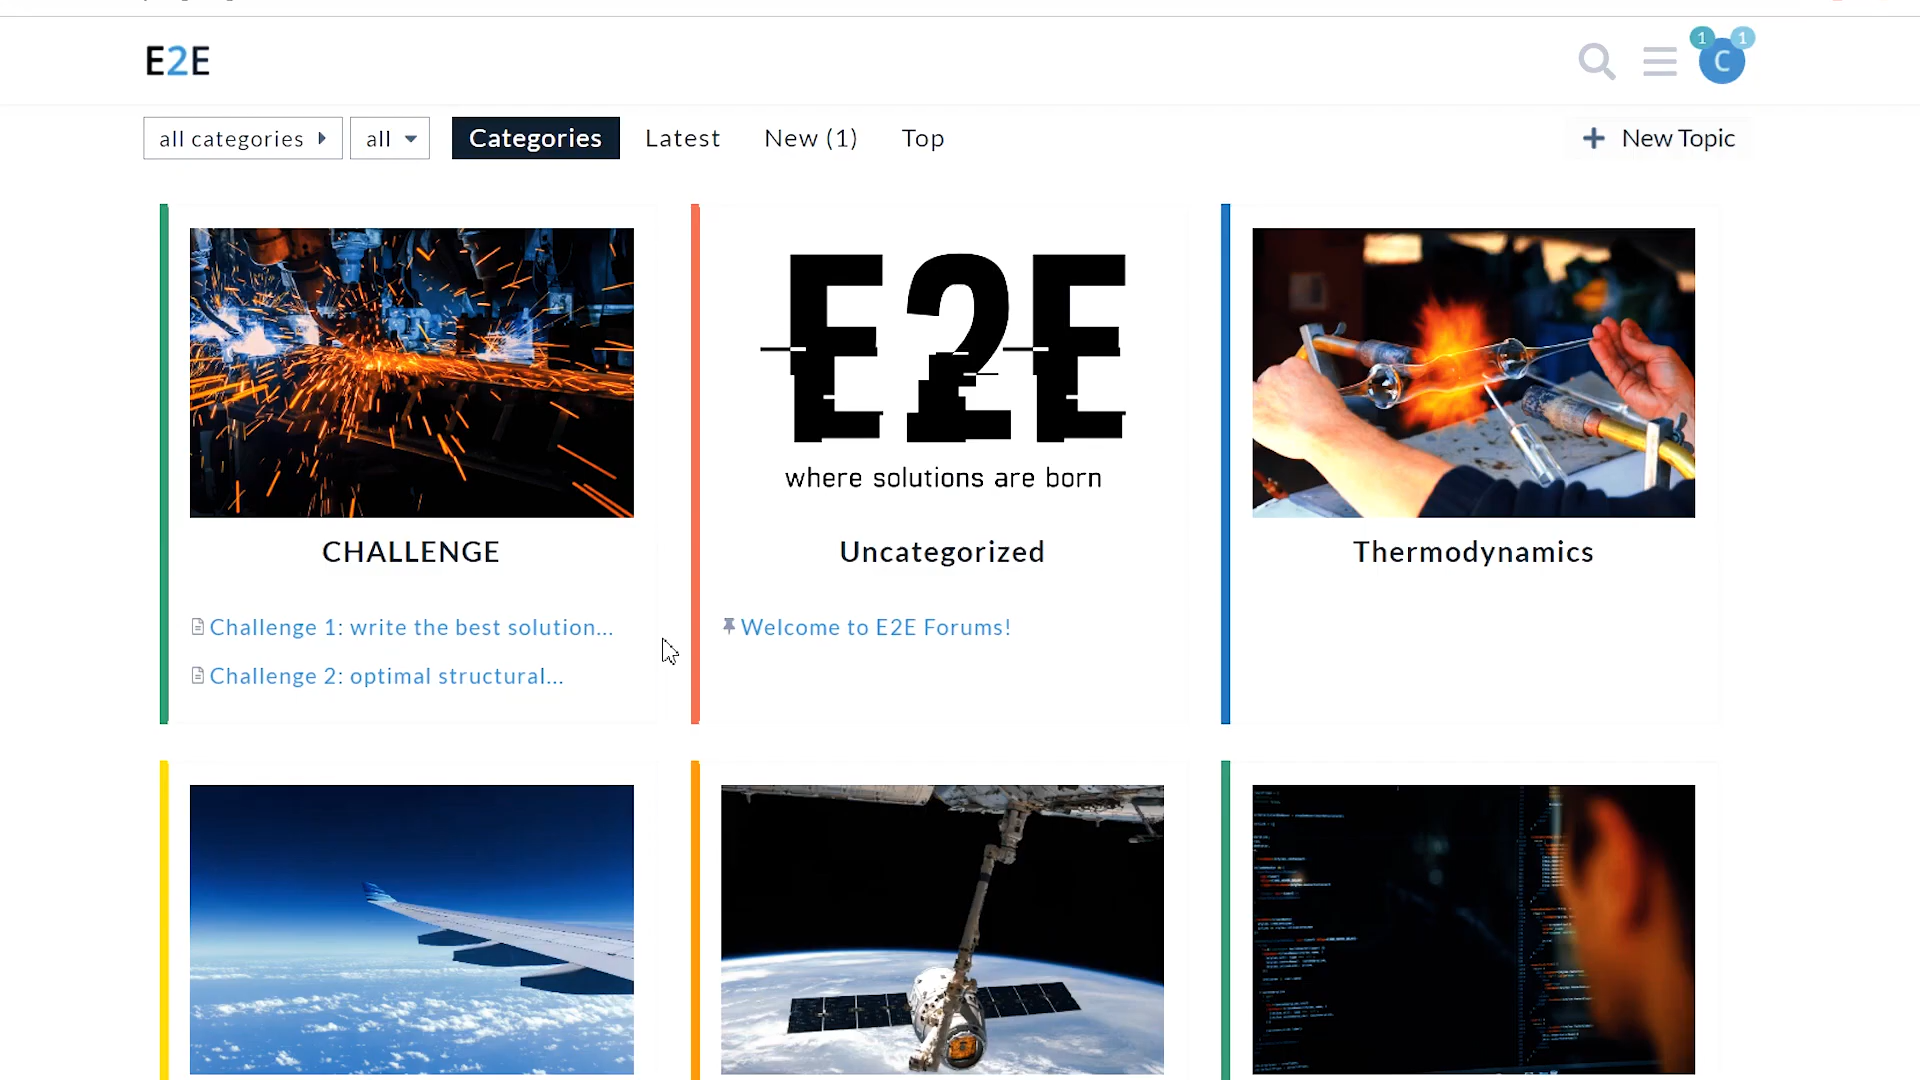 E2E
1
1
C
all categories
all
Categories
Latest
New (1)
Top
+ New Topic
E2E
where solutions are born
CHALLENGE
Uncategorized
Thermodynamics
Challenge 1: write the best solution...
Challenge 2: optimal structural...
Welcome to E2E Forums!